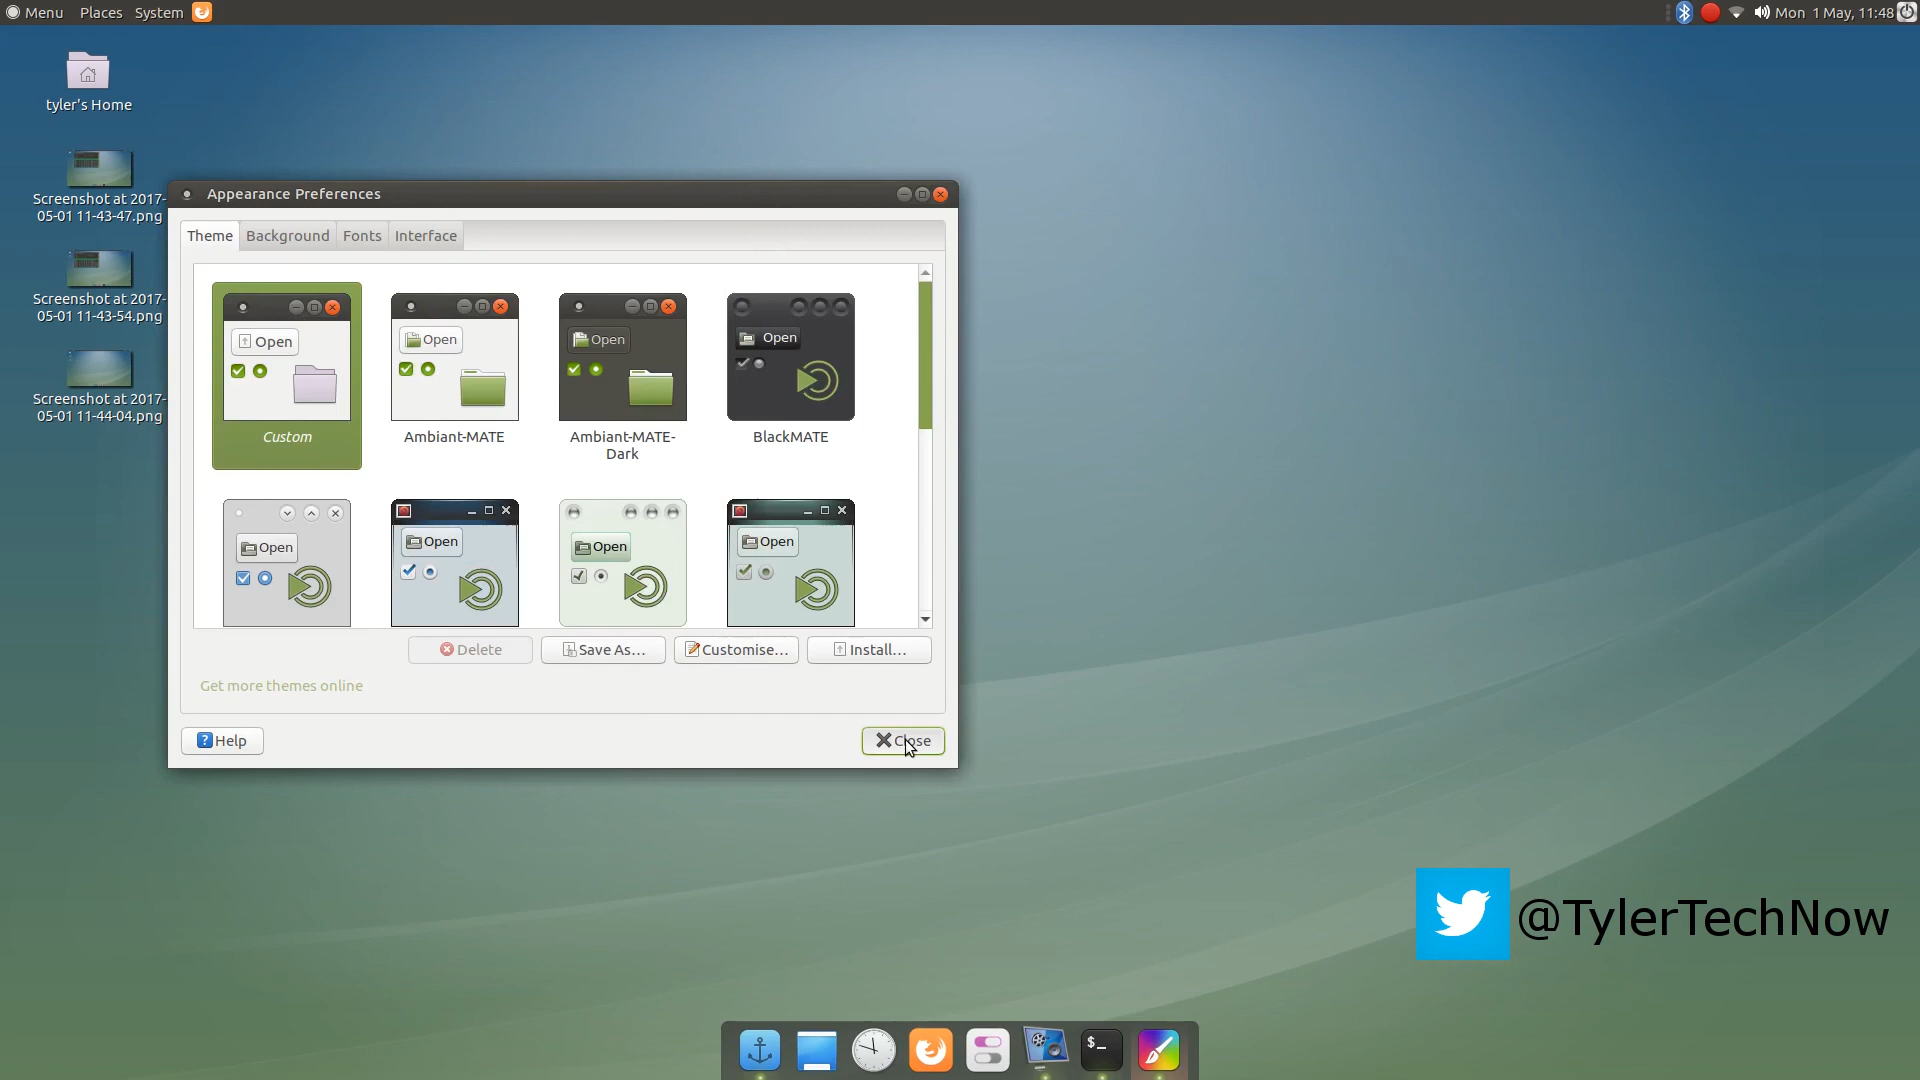 Menu Places System
Mon 1 May, 11:48
tyler's Home
Screenshot at 2017-
05-01 11-43-47.png
Screenshot at 2017-
05-01 11-43-54.png
Screenshot at 2017-
05-01 11-44-04.png
Appearance Preferences
Theme Background Fonts Interface
Open Open Open Open
Custom Ambiant-MATE Ambiant-MATE- BlackMATE
Dark
Open Open Open Open
Delete Save As... Customise... Install...
Get more themes online
? Help Close
@TylerTechNow
$_